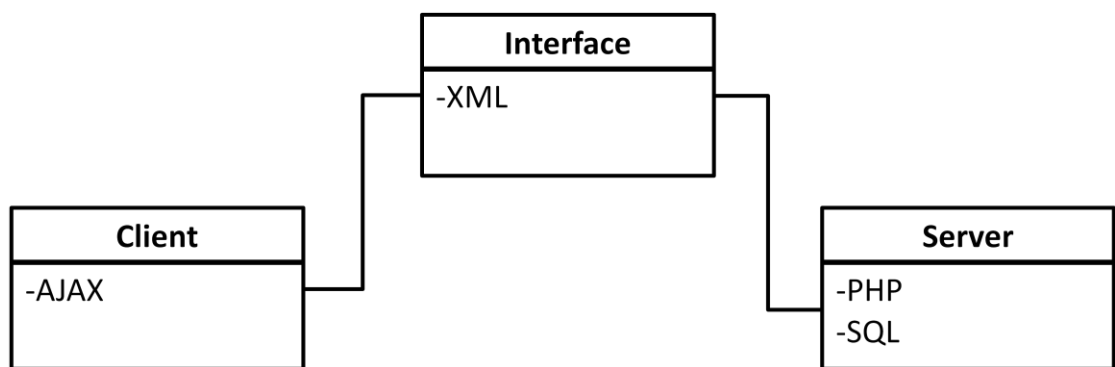 Interface
-XML
Client
-AJAX
Server
-PHP
-SQL